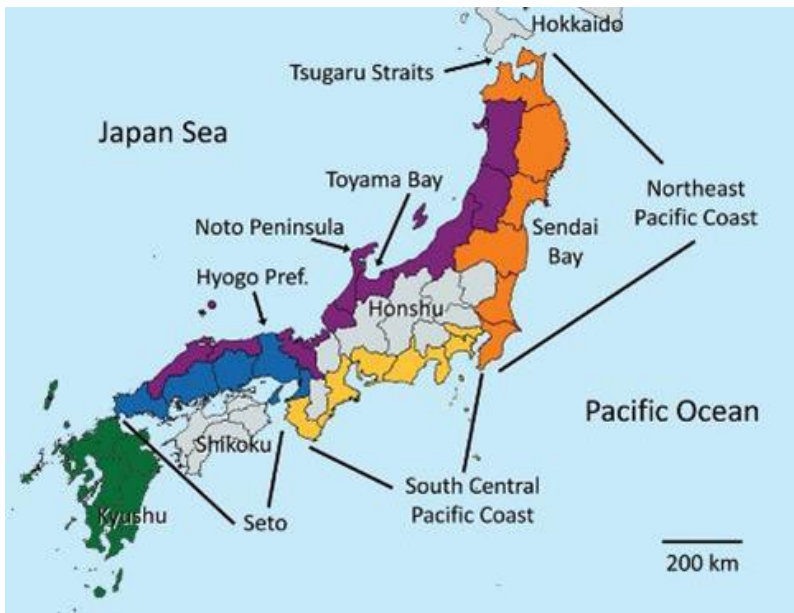 Hokkaido
Tsugaru Straits
Japan Sea
Toyama Bay
Northeast
Pacific Coast
Noto Peninsula
Sendai
Bay
Hyogo Pref.
Honshu
Pacific Ocean
Shikoku
South Central
Pacific Coast
Kyushu
Seto
200 km